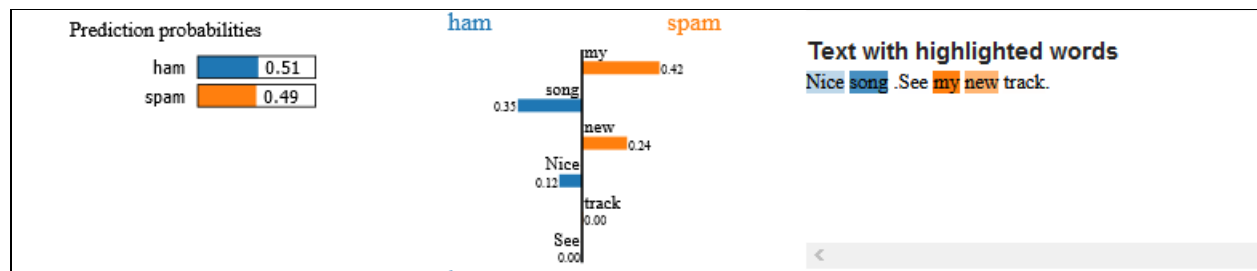 Prediction probabilities
ham 0.51
spam 0.49
ham spam
my
0.42
song
0.35
new
0.24
Nice
0.12
track
0.00
See
0.00
Text with highlighted words
Nice song .See my new track.